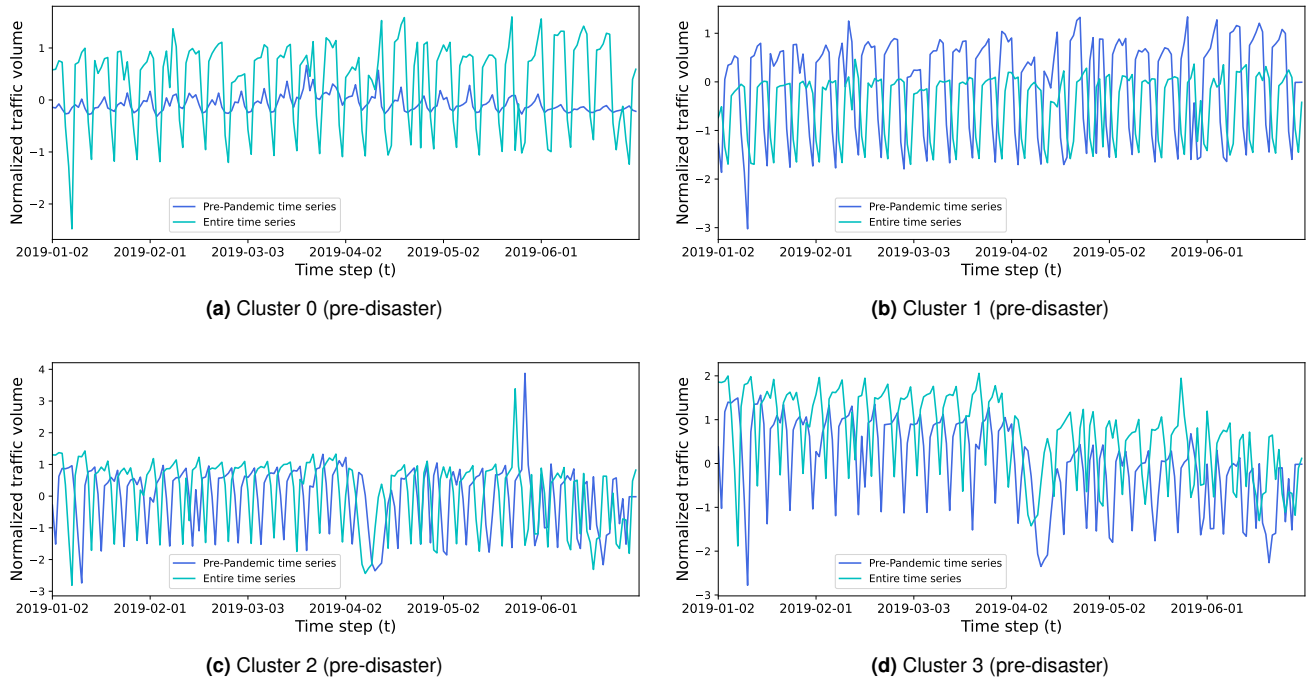 Normalized traffic volume
1
0
−1
−2
Pre-Pandemic time series
Entire time series
2019-01-02 2019-02-01 2019-03-03 2019-04-02 2019-05-02 2019-06-01
Time step (t)
(a) Cluster 0 (pre-disaster)
Normalized traffic volume
1
0
−1
−2
−3
Pre-Pandemic time series
Entire time series
2019-01-02 2019-02-01 2019-03-03 2019-04-02 2019-05-02 2019-06-01
Time step (t)
(b) Cluster 1 (pre-disaster)
Normalized traffic volume
4
3
2
1
0
−1
−2
−3
Pre-Pandemic time series
Entire time series
2019-01-02 2019-02-01 2019-03-03 2019-04-02 2019-05-02 2019-06-01
Time step (t)
(c) Cluster 2 (pre-disaster)
Normalized traffic volume
2
1
0
−1
−2
−3
Pre-Pandemic time series
Entire time series
2019-01-02 2019-02-01 2019-03-03 2019-04-02 2019-05-02 2019-06-01
Time step (t)
(d) Cluster 3 (pre-disaster)